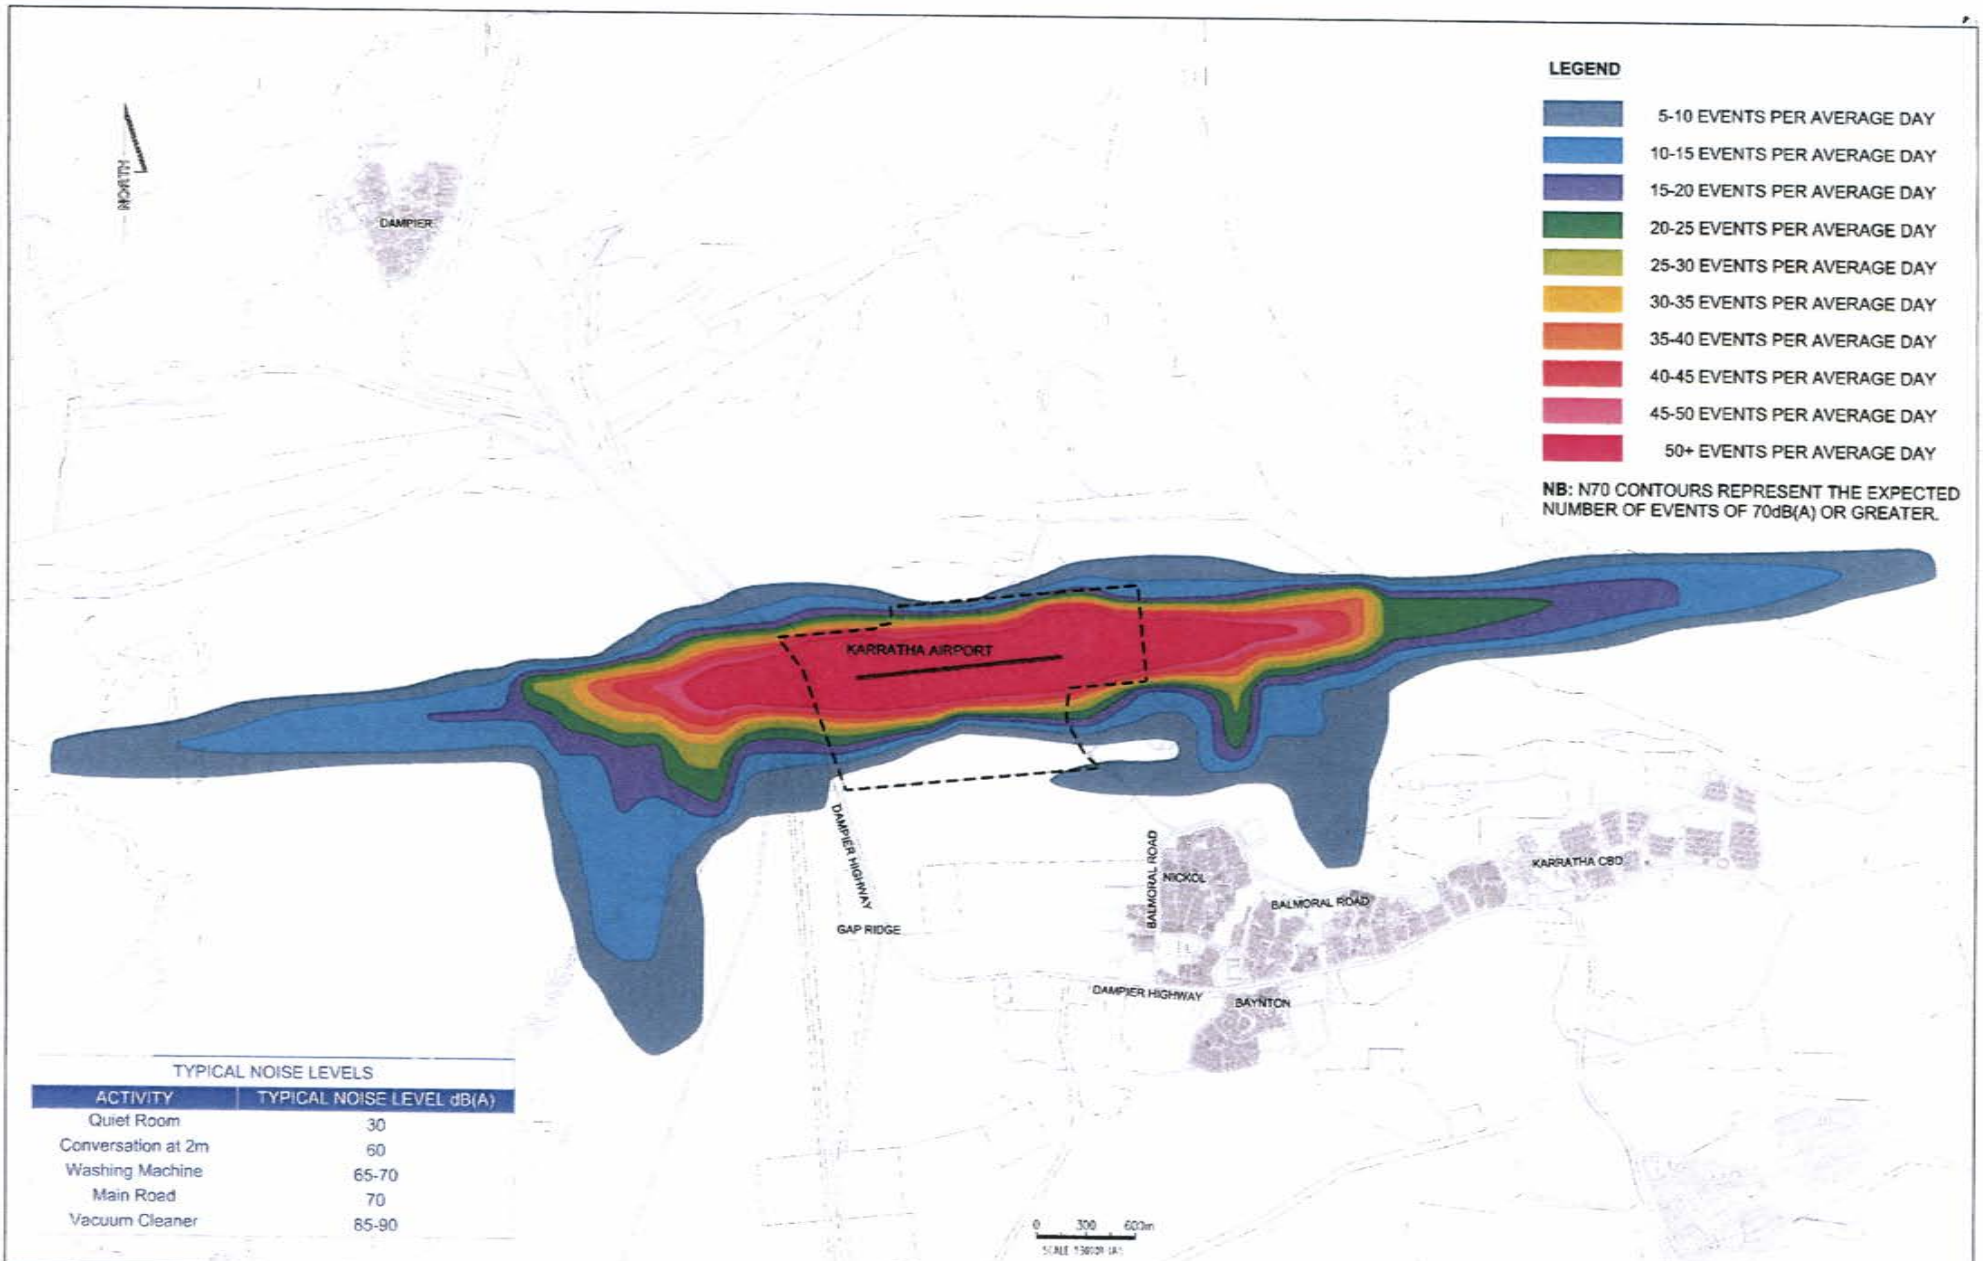 LEGEND
5-10 EVENTS PER AVERAGE DAY
10-15 EVENTS PER AVERAGE DAY
15-20 EVENTS PER AVERAGE DAY
20-25 EVENTS PER AVERAGE DAY
25-30 EVENTS PER AVERAGE DAY
30-35 EVENTS PER AVERAGE DAY
35-40 EVENTS PER AVERAGE DAY
40-45 EVENTS PER AVERAGE DAY
45-50 EVENTS PER AVERAGE DAY
50+ EVENTS PER AVERAGE DAY
NB: N70 CONTOURS REPRESENT THE EXPECTED
NUMBER OF EVENTS OF 70dB(A) OR GREATER.
NORTH
DAMPIER
KARRATHA AIRPORT
DAMPIER HIGHWAY
GAP RIDGE
BALMORAL ROAD
NICKOL
BALMORAL ROAD
KARRATHA CBD
DAMPIER HIGHWAY
BAYNTON
TYPICAL NOISE LEVELS
ACTIVITY TYPICAL NOISE LEVEL dB(A)
Quiet Room 30
Conversation at 2m 60
Washing Machine 65-70
Main Road 70
Vacuum Cleaner 85-90
0 300 600m
SCALE